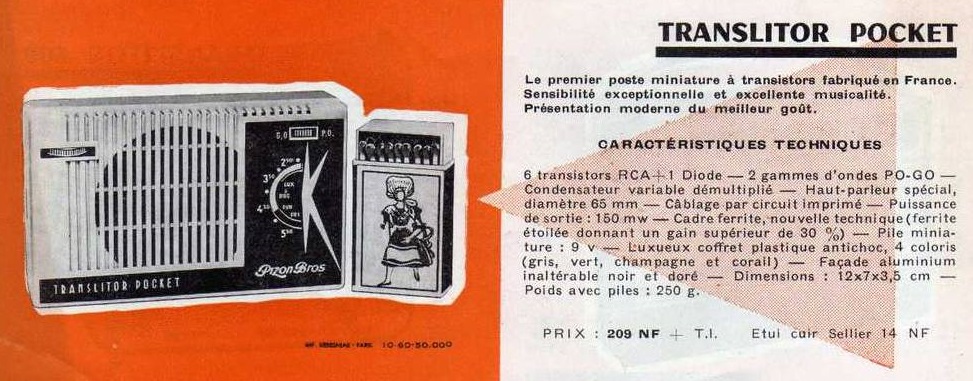 G.O P.O.
LUX
BBC
EUR
Pizon Bros
TRANSLITOR POCKET
10-60-50.000
TRANSLITOR POCKET
Le premier poste miniature à transistors fabriqué en France.
Sensibilité exceptionnelle et excellente musicalité.
Présentation moderne du meilleur goût.
CARACTÉRISTIQUES TECHNIQUES
6 transistors RCA+1 Diode — 2 gammes d'ondes PO-GO —
Condensateur variable démultiplié — Haut-parleur spécial,
diamètre 65 mm — Câblage par circuit imprimé — Puissance
de sortie : 150 mw — Cadre ferrite, nouvelle technique (ferrite
étoilée donnant un gain supérieur de 30 %) — Pile minia-
ture : 9 v — Luxueux coffret plastique antichoc, 4 coloris
(gris, vert, champagne et corail) — Façade aluminium
inaltérable noir et doré — Dimensions : 12x7x3,5 cm —
Poids avec piles : 250 g.
PRIX : 209 NF + T.I. Etui cuir Sellier 14 NF